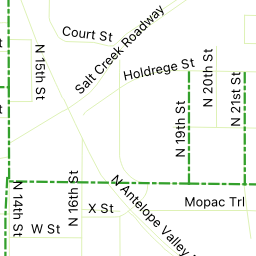 Court St
Salt Creek Roadway
N 15th St
Holdrege St
N 20th St
N 21st St
N 19th St
N 14th St
N 16th St
N Antelope Valley
Mopac Trl
X St
W St